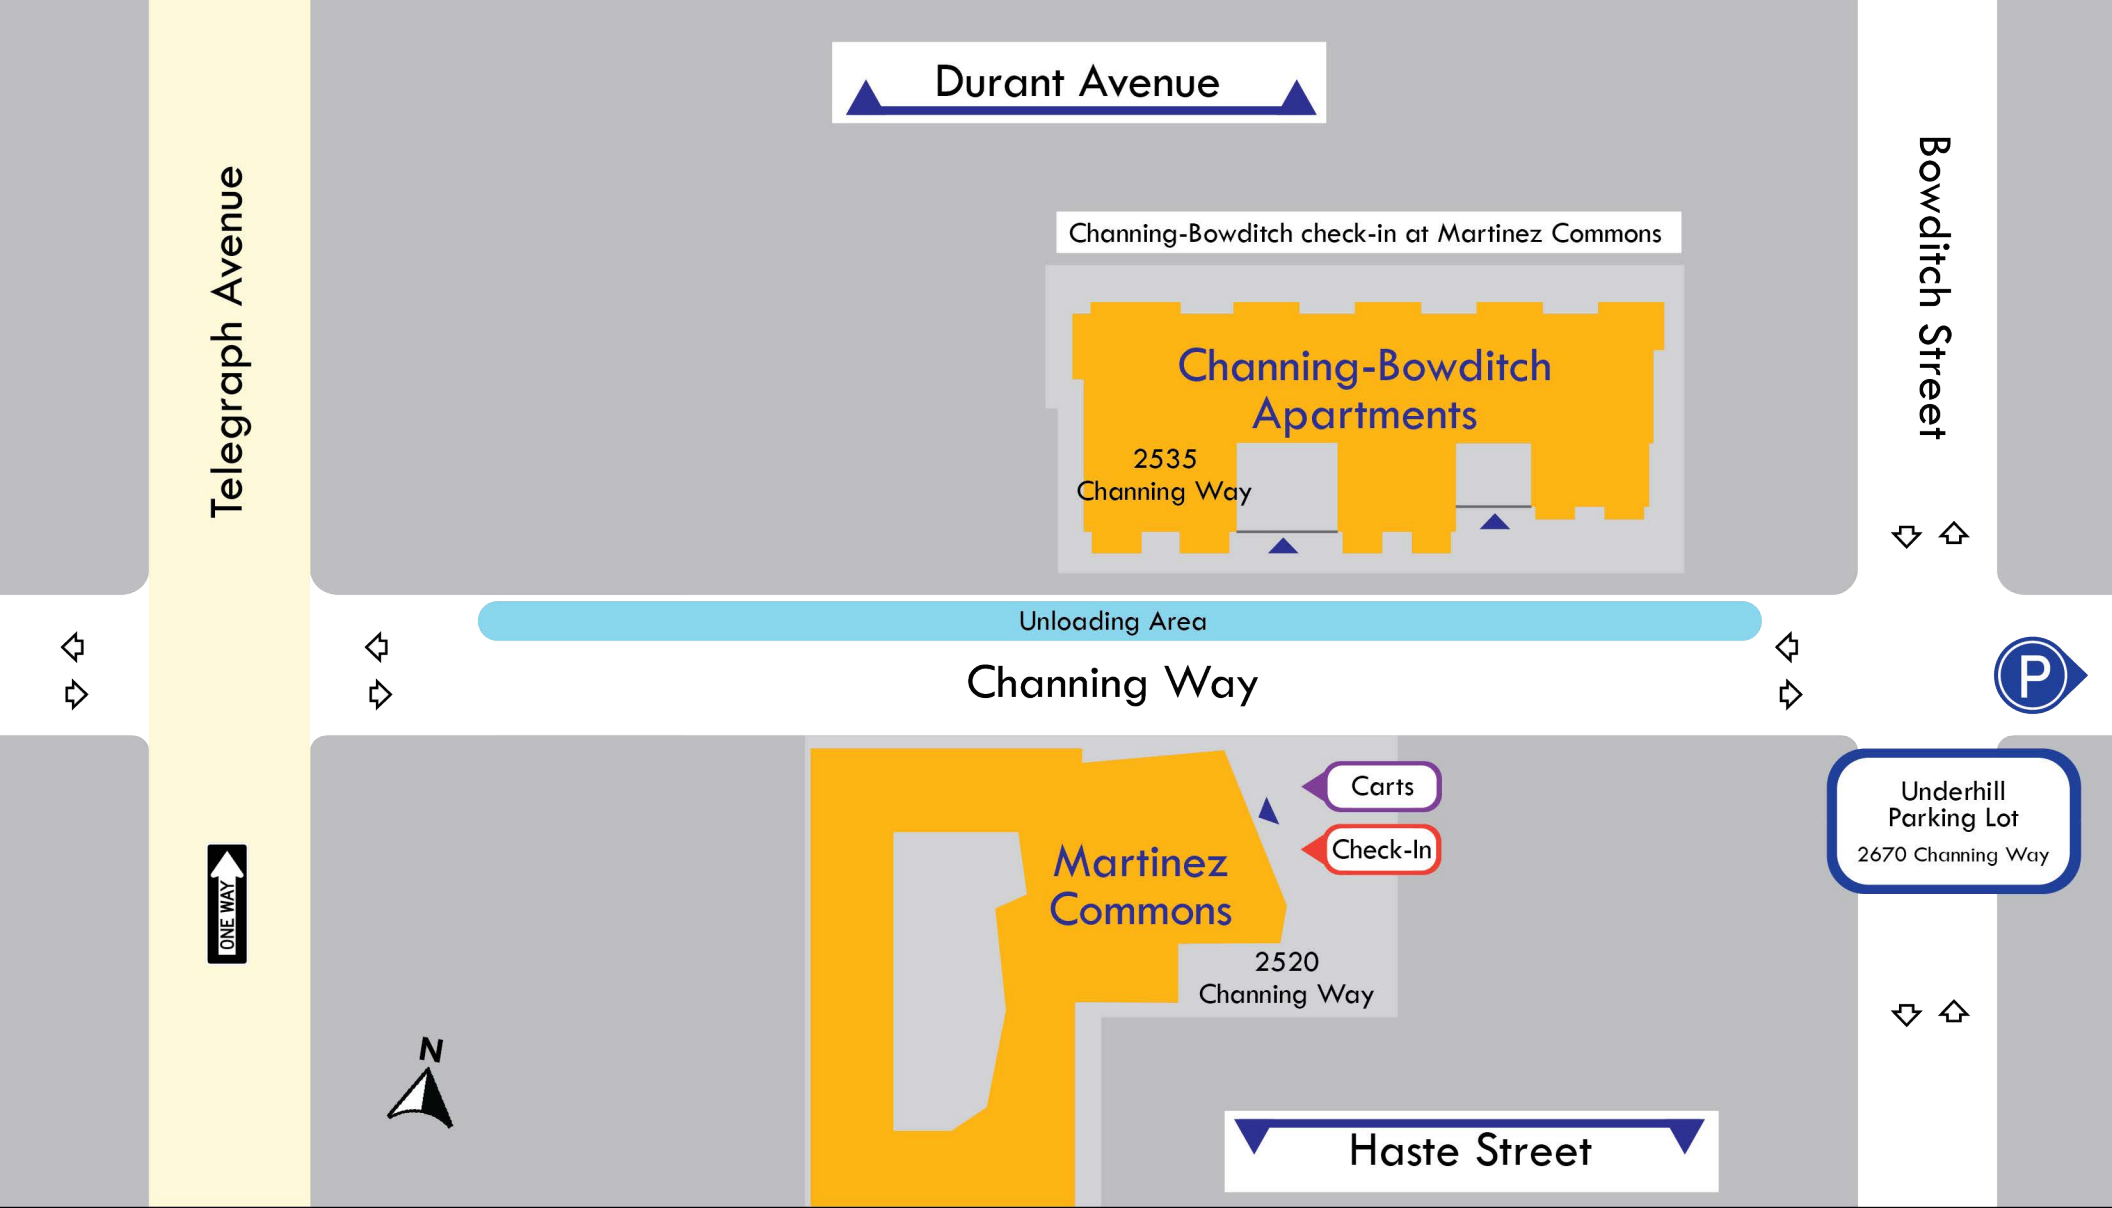 Durant Avenue
Telegraph Avenue
Bowditch Street
Channing-Bowditch check-in at Martinez Commons
Channing-Bowditch
Apartments
2535
Channing Way
Unloading Area
Channing Way
P
Carts
Check-In
Martinez
Commons
2520
Channing Way
Underhill
Parking Lot
2670 Channing Way
ONE WAY
N
Haste Street